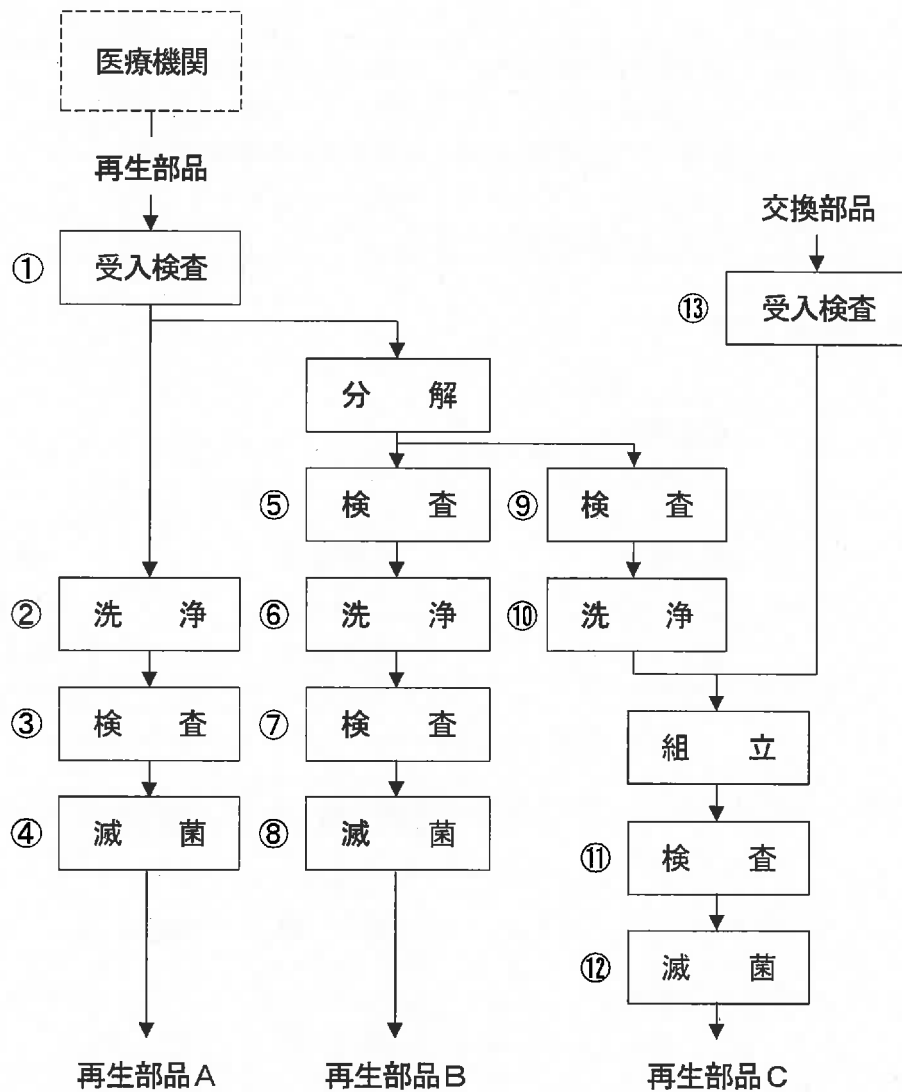 医療機関
再生部品
交換部品
① 受入検査
⑬ 受入検査
分 解
⑤ 検 査
⑨ 検 査
② 洗 浄
⑥ 洗 浄
⑩ 洗 浄
③ 検 査
⑦ 検 査
組 立
④ 滅 菌
⑧ 滅 菌
⑪ 検 査
⑫ 滅 菌
再生部品A
再生部品B
再生部品C